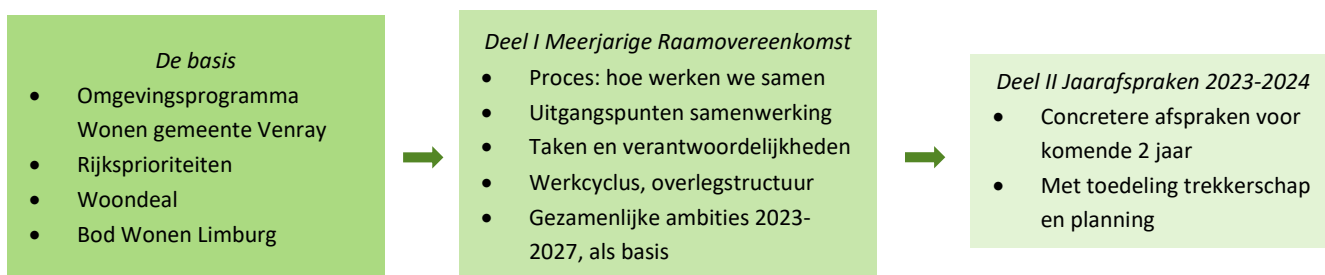 De basis
• Omgevingsprogramma
Wonen gemeente Venray
• Rijksprioriteiten
• Woondeal
• Bod Wonen Limburg
Deel I Meerjarige Raamovereenkomst
• Proces: hoe werken we samen
• Uitgangspunten samenwerking
• Taken en verantwoordelijkheden
• Werkcyclus, overlegstructuur
• Gezamenlijke ambities 2023-
2027, als basis
Deel II Jaarafspraken 2023-2024
• Concretere afspraken voor
komende 2 jaar
• Met toedeling trekkerschap
en planning